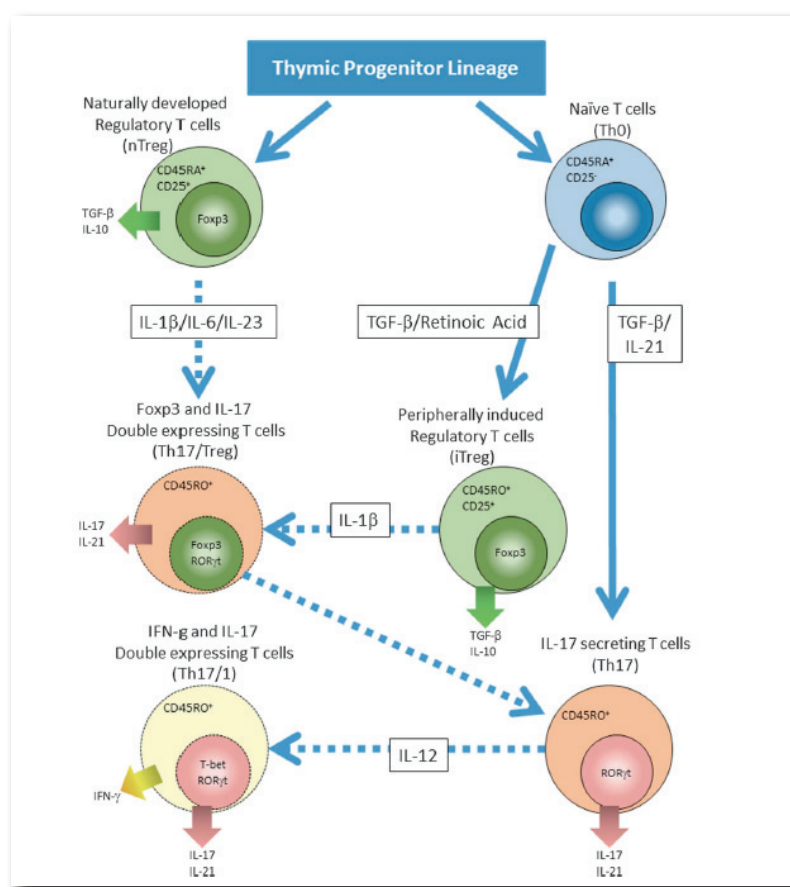 Thymic Progenitor Lineage
Naturally developed
Regulatory T cells
(nTreg)
CD45RA⁺
CD25⁺
Foxp3
TGF-β
IL-10
Naïve T cells
(Th0)
CD45RA⁺
CD25⁻
IL-1β/IL-6/IL-23
TGF-β/Retinoic Acid
TGF-β/
IL-21
Foxp3 and IL-17
Double expressing T cells
(Th17/Treg)
CD45RO⁺
Foxp3
RORγt
IL-17
IL-21
IL-1β
Peripherally induced
Regulatory T cells
(iTreg)
CD45RO⁺
CD25⁺
Foxp3
TGF-β
IL-10
IFN-g and IL-17
Double expressing T cells
(Th17/1)
CD45RO⁺
T-bet
RORγt
IFN-γ
IL-17
IL-21
IL-12
IL-17 secreting T cells
(Th17)
CD45RO⁺
RORγt
IL-17
IL-21